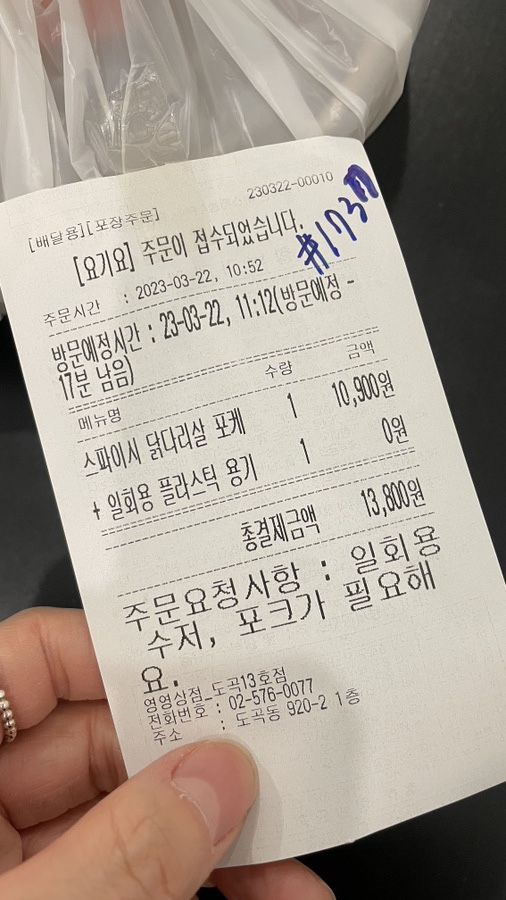 230322-00010
[배달용][포장주문]
#173
[요기요] 주문이 접수되었습니다.
주문시간 : 2023-03-22, 10:52
방문예정시간 : 23-03-22, 11:12(방문예정 -
17분 남음)
메뉴명 수량 금액
스파이시 닭다리살 포케 1 10,900원
+ 일회용 플라스틱 용기 1 0원
총결제금액 13,800원
주문요청사항 : 일회용
수저, 포크가 필요해
요.
영영상점_도곡13호점
전화번호 : 02-576-0077
주소 : 도곡동 920-2 1층